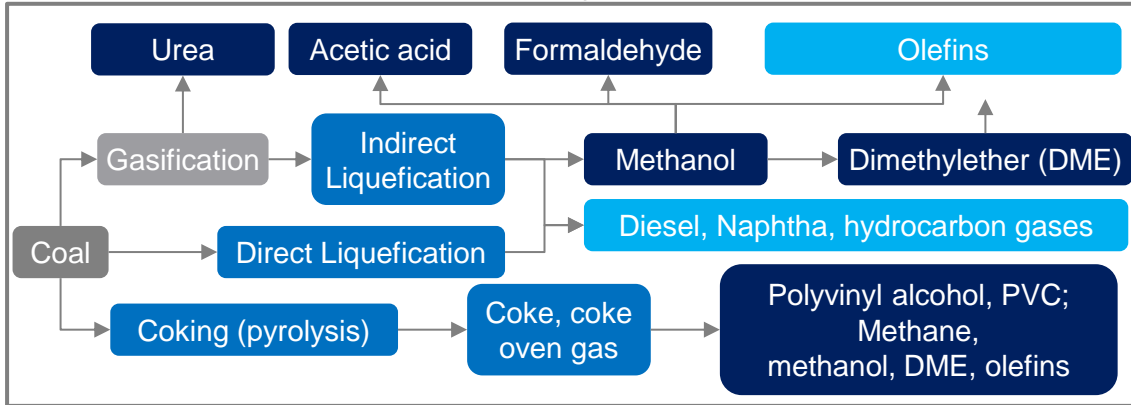 Urea
Acetic acid
Formaldehyde
Olefins
Gasification
Indirect
Liquefication
Methanol
Dimethylether (DME)
Coal
Direct Liquefication
Diesel, Naphtha, hydrocarbon gases
Coking (pyrolysis)
Coke, coke
oven gas
Polyvinyl alcohol, PVC;
Methane,
methanol, DME, olefins